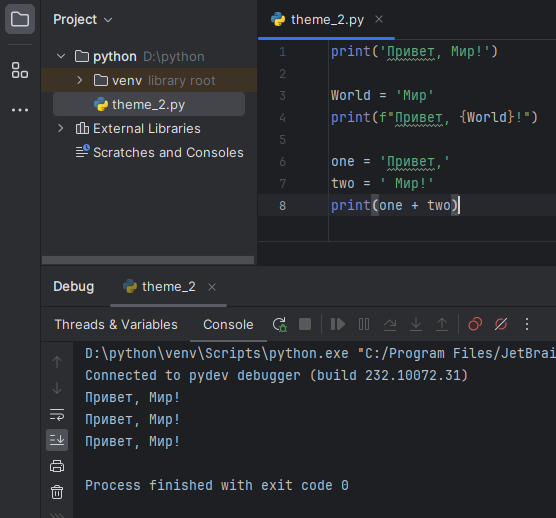 Project
python D:\python
venv library root
theme_2.py
External Libraries
Scratches and Consoles
theme_2.py
1 print('Привет, Мир!')
2
3 World = 'Мир'
4 print(f"Привет, {World}!")
5
6 one = 'Привет,'
7 two = ' Мир!'
8 print(one + two)
Debug theme_2
Threads & Variables Console
D:\python\venv\Scripts\python.exe "C:/Program Files/JetBrai
Connected to pydev debugger (build 232.10072.31)
Привет, Мир!
Привет, Мир!
Привет, Мир!
Process finished with exit code 0